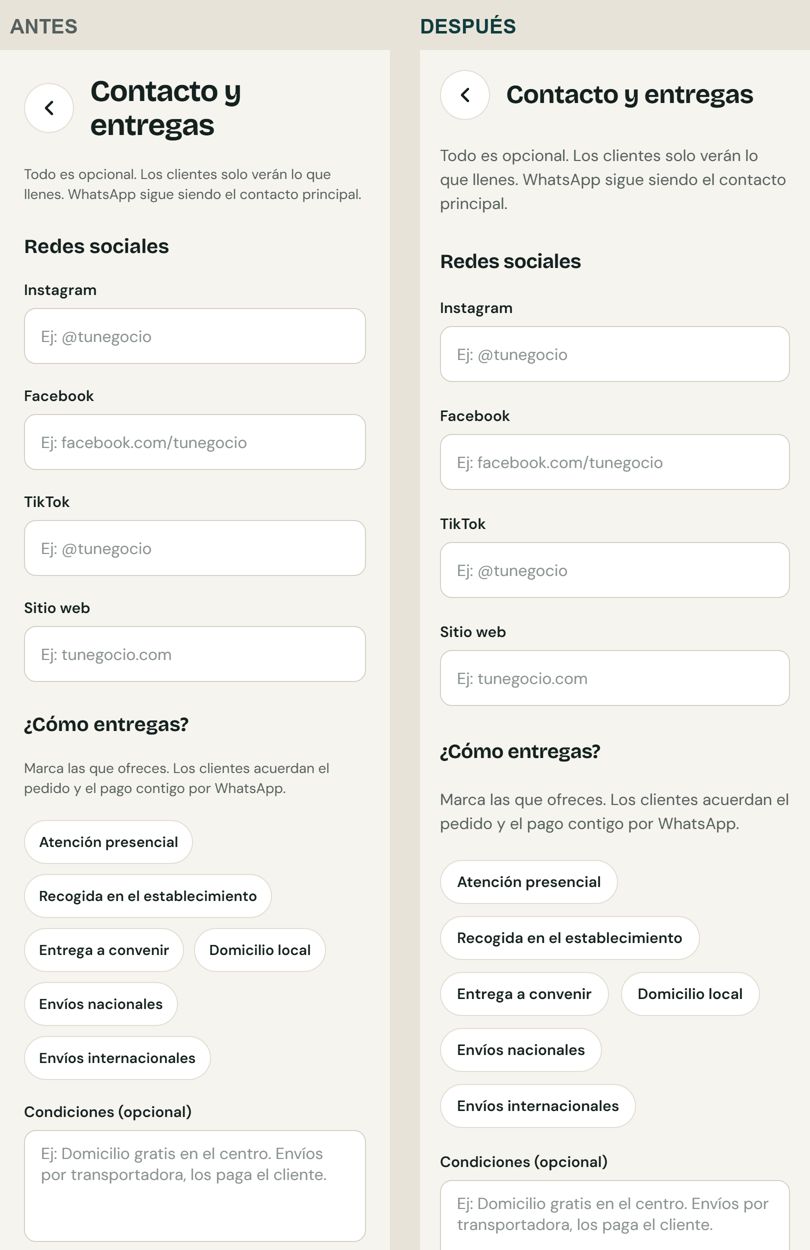 ANTES
Contacto y
entregas
Todo es opcional. Los clientes solo verán lo que
llenes. WhatsApp sigue siendo el contacto principal.
Redes sociales
Instagram
Ej: @tunegocio
Facebook
Ej: facebook.com/tunegocio
TikTok
Ej: @tunegocio
Sitio web
Ej: tunegocio.com
¿Cómo entregas?
Marca las que ofreces. Los clientes acuerdan el
pedido y el pago contigo por WhatsApp.
Atención presencial
Recogida en el establecimiento
Entrega a convenir
Domicilio local
Envíos nacionales
Envíos internacionales
Condiciones (opcional)
Ej: Domicilio gratis en el centro. Envíos
por transportadora, los paga el cliente.
DESPUÉS
Contacto y entregas
Todo es opcional. Los clientes solo verán lo
que llenes. WhatsApp sigue siendo el contacto
principal.
Redes sociales
Instagram
Ej: @tunegocio
Facebook
Ej: facebook.com/tunegocio
TikTok
Ej: @tunegocio
Sitio web
Ej: tunegocio.com
¿Cómo entregas?
Marca las que ofreces. Los clientes acuerdan el
pedido y el pago contigo por WhatsApp.
Atención presencial
Recogida en el establecimiento
Entrega a convenir
Domicilio local
Envíos nacionales
Envíos internacionales
Condiciones (opcional)
Ej: Domicilio gratis en el centro. Envíos por
transportadora, los paga el cliente.